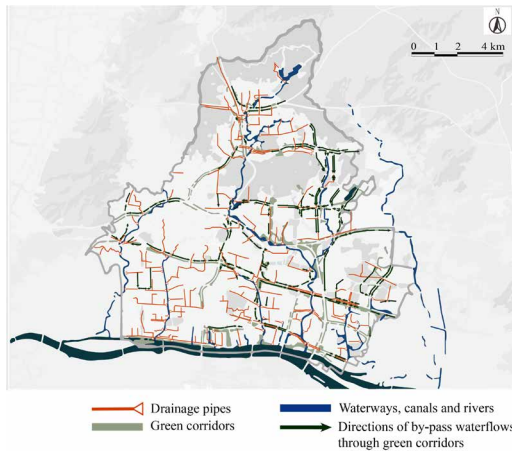 N
0 1 2 4 km
Drainage pipes
Green corridors
Waterways, canals and rivers
Directions of by-pass waterflows
through green corridors